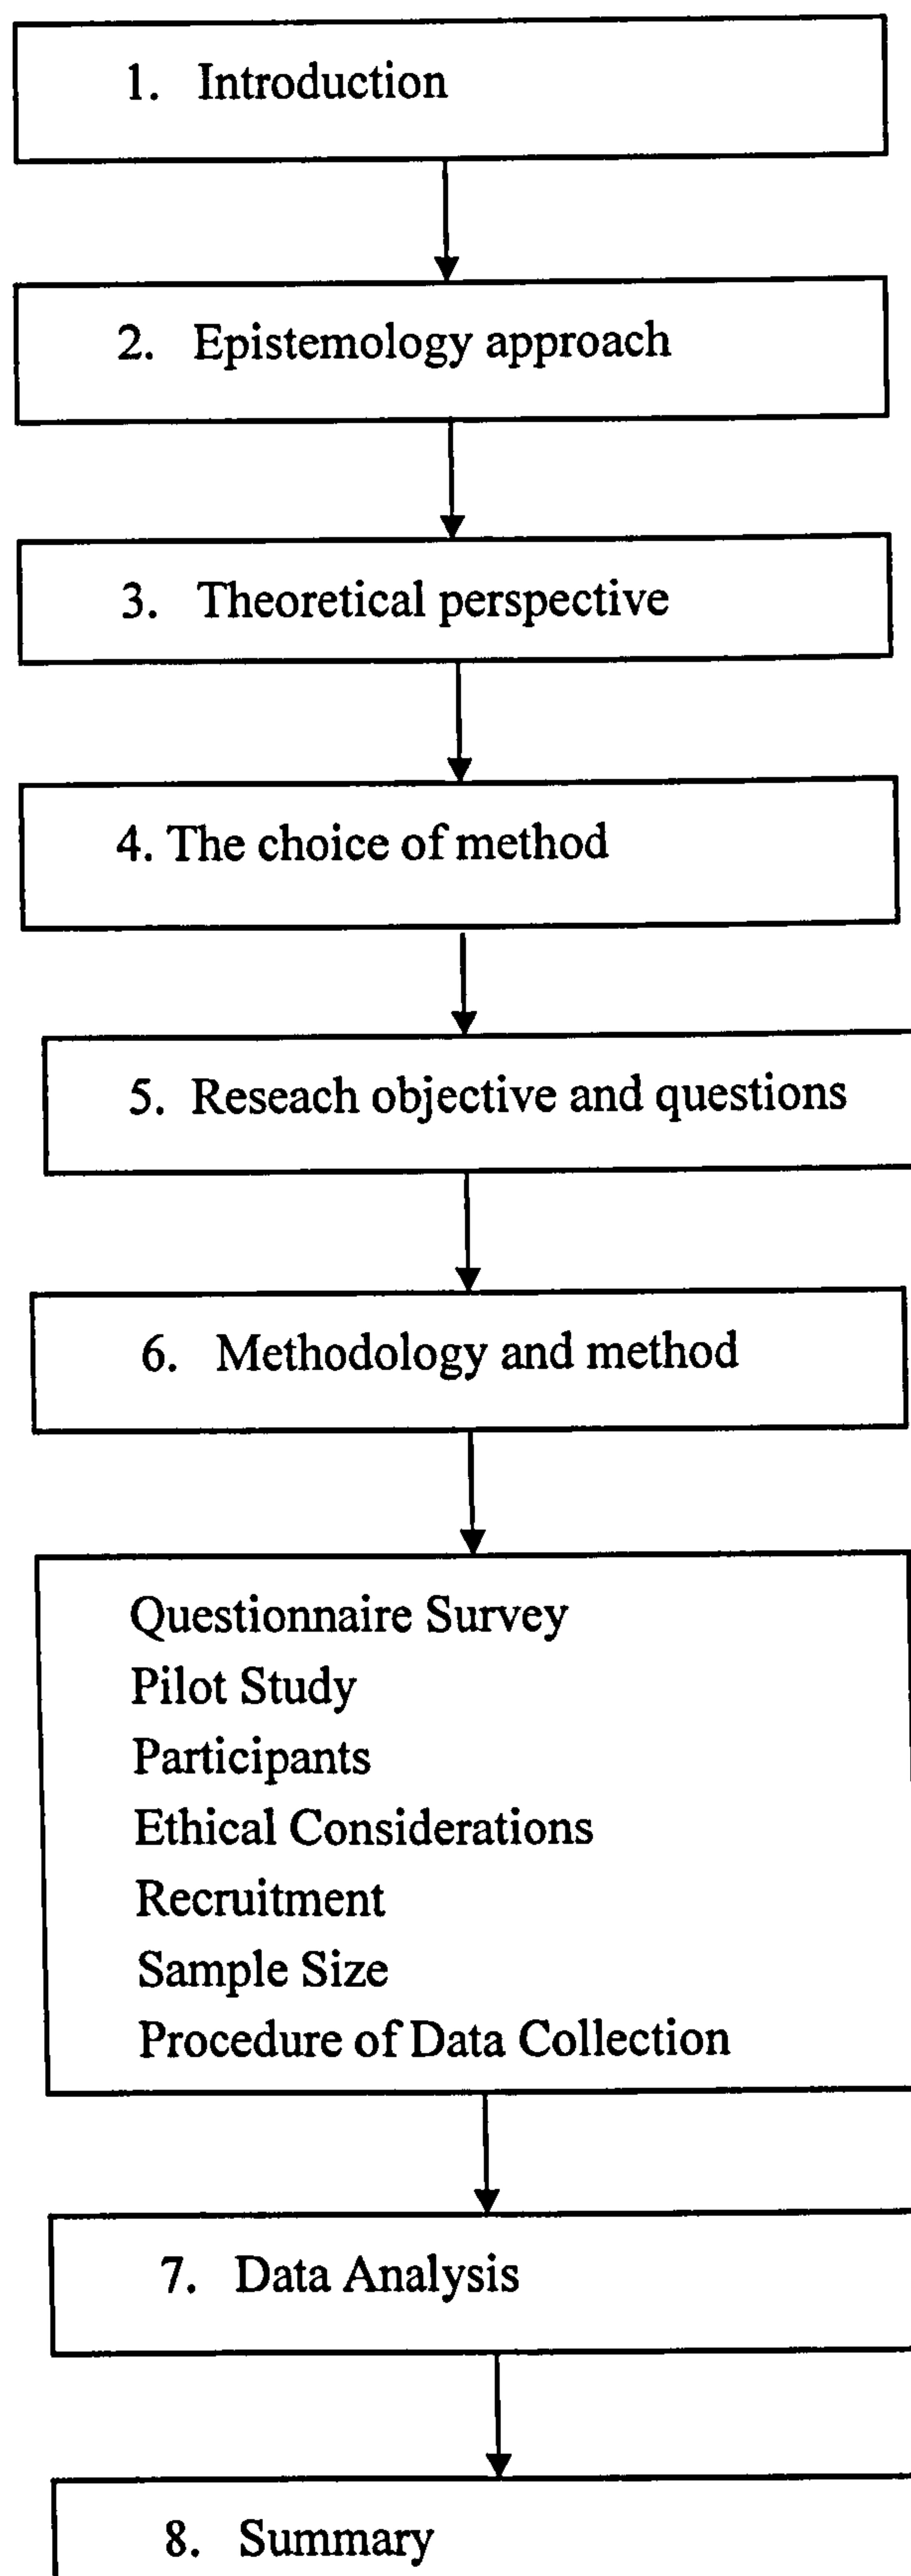 1. Introduction
2. Epistemology approach
3. Theoretical perspective
4. The choice of method
5. Reseach objective and questions
6. Methodology and method
Questionnaire Survey
Pilot Study
Participants
Ethical Considerations
Recruitment
Sample Size
Procedure of Data Collection
7. Data Analysis
8. Summary